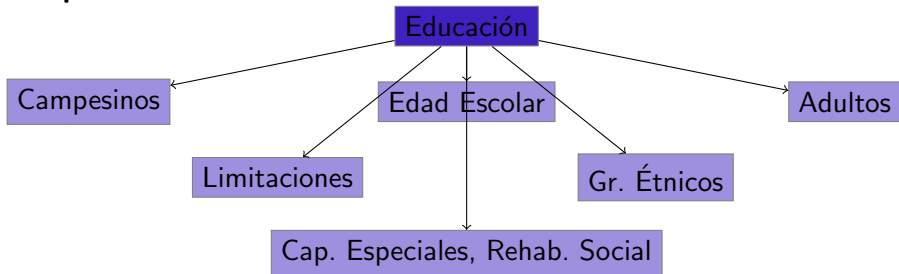 Educación
Campesinos
Edad Escolar
Adultos
Limitaciones
Gr. Étnicos
Cap. Especiales, Rehab. Social